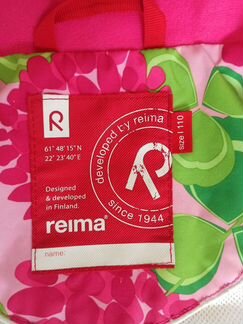 61° 48' 15"N
22° 23' 40"E
Designed
& developed
in Finland.
reima®
name:
developed by reima
since 1944
size | 110